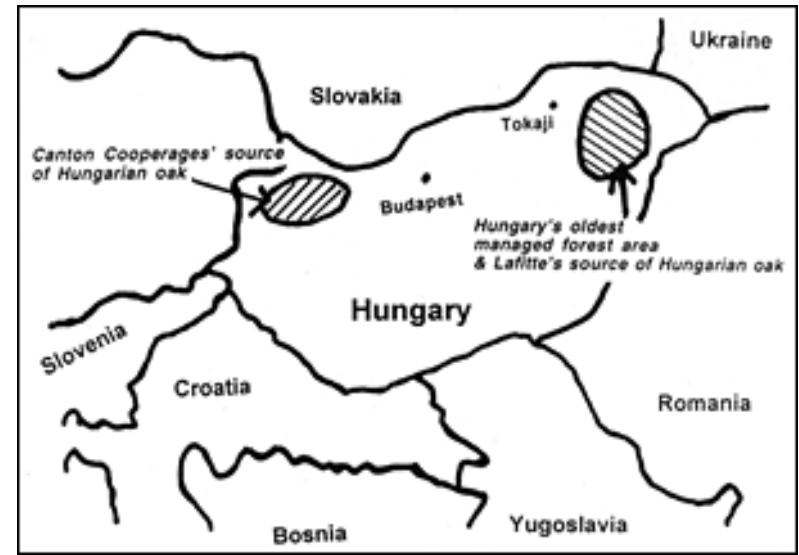 Ukraine
Slovakia
Tokaji
Canton Cooperages' source
of Hungarian oak
Budapest
Hungary's oldest
managed forest area
& Lafitte's source of Hungarian oak
Hungary
Slovenia
Croatia
Romania
Bosnia
Yugoslavia